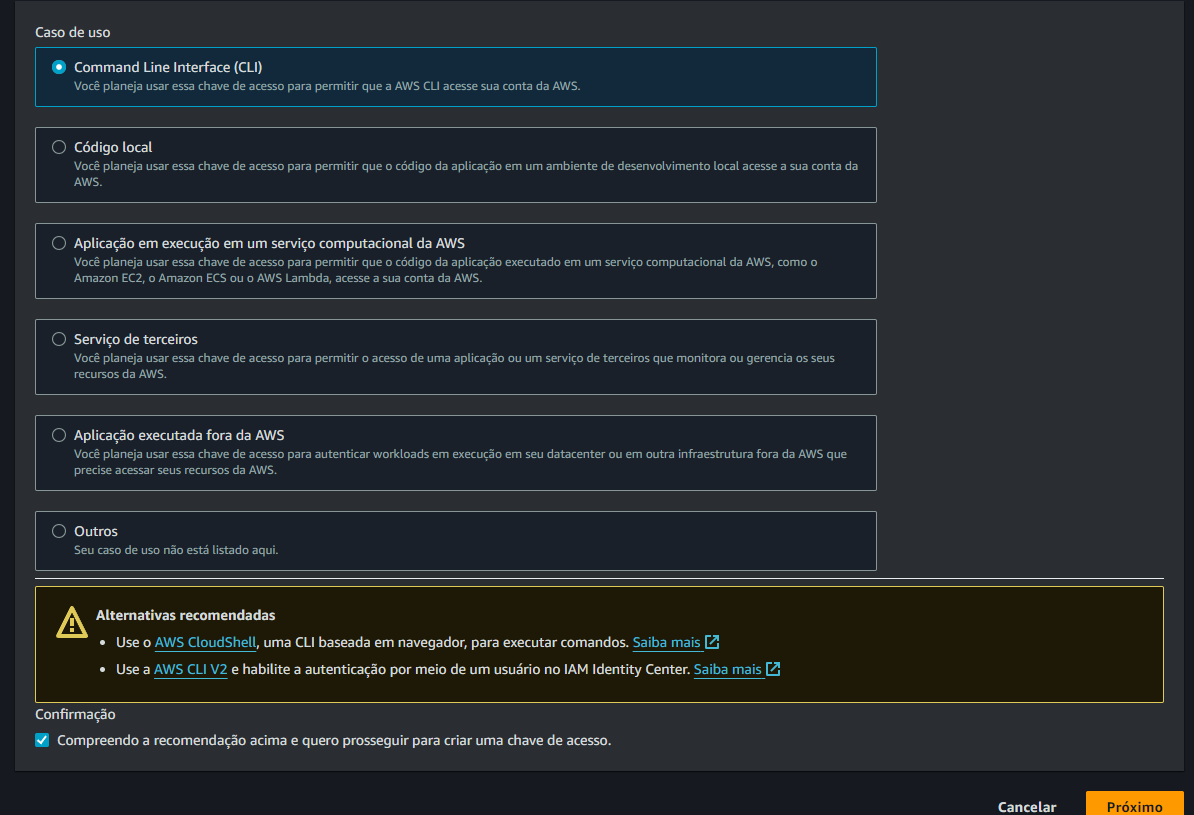 Caso de uso
Command Line Interface (CLI)
Você planeja usar essa chave de acesso para permitir que a AWS CLI acesse sua conta da AWS.
Código local
Você planeja usar essa chave de acesso para permitir que o código da aplicação em um ambiente de desenvolvimento local acesse a sua conta da
AWS.
Aplicação em execução em um serviço computacional da AWS
Você planeja usar essa chave de acesso para permitir que o código da aplicação executado em um serviço computacional da AWS, como o
Amazon EC2, o Amazon ECS ou o AWS Lambda, acesse a sua conta da AWS.
Serviço de terceiros
Você planeja usar essa chave de acesso para permitir o acesso de uma aplicação ou um serviço de terceiros que monitora ou gerencia os seus
recursos da AWS.
Aplicação executada fora da AWS
Você planeja usar essa chave de acesso para autenticar workloads em execução em seu datacenter ou em outra infraestrutura fora da AWS que
precise acessar seus recursos da AWS.
Outros
Seu caso de uso não está listado aqui.
Alternativas recomendadas
• Use o AWS CloudShell, uma CLI baseada em navegador, para executar comandos. Saiba mais
• Use a AWS CLI V2 e habilite a autenticação por meio de um usuário no IAM Identity Center. Saiba mais
Confirmação
Compreendo a recomendação acima e quero prosseguir para criar uma chave de acesso.
Cancelar Próximo